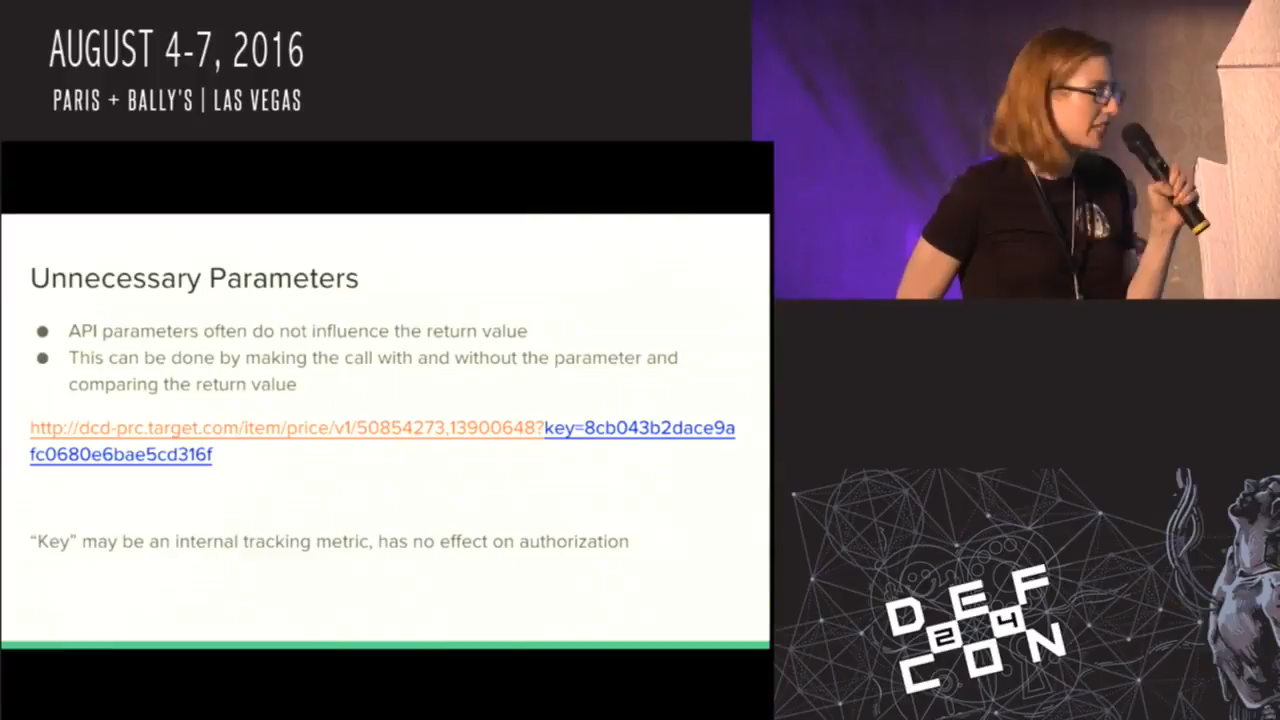 AUGUST 4-7, 2016
PARIS + BALLY'S | LAS VEGAS
Unnecessary Parameters
● API parameters often do not influence the return value
● This can be done by making the call with and without the parameter and
comparing the return value
http://dcd-prc.target.com/item/price/v1/50854273,13900648?key=8cb043b2dace9a
fc0680e6bae5cd316f
“Key” may be an internal tracking metric, has no effect on authorization
DEF
24
CON